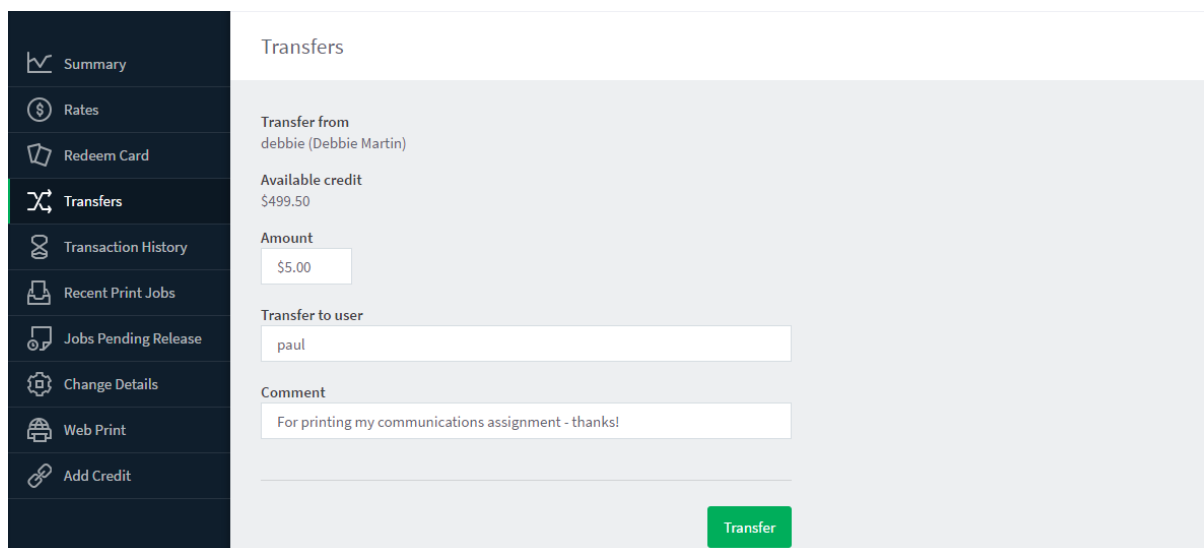 Summary
Rates
Redeem Card
Transfers
Transaction History
Recent Print Jobs
Jobs Pending Release
Change Details
Web Print
Add Credit
Transfers
Transfer from
debbie (Debbie Martin)
Available credit
$499.50
Amount
$5.00
Transfer to user
paul
Comment
For printing my communications assignment - thanks!
Transfer